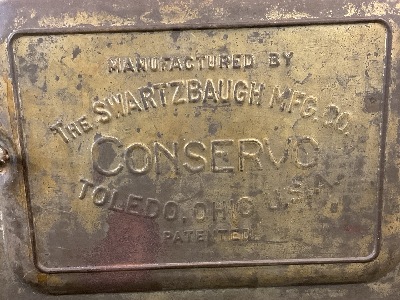 MANUFACTURED BY
THE SWARTZBAUGH MFG. CO.
CONSERVO
TOLEDO, OHIO U.S.A.
PATENTED